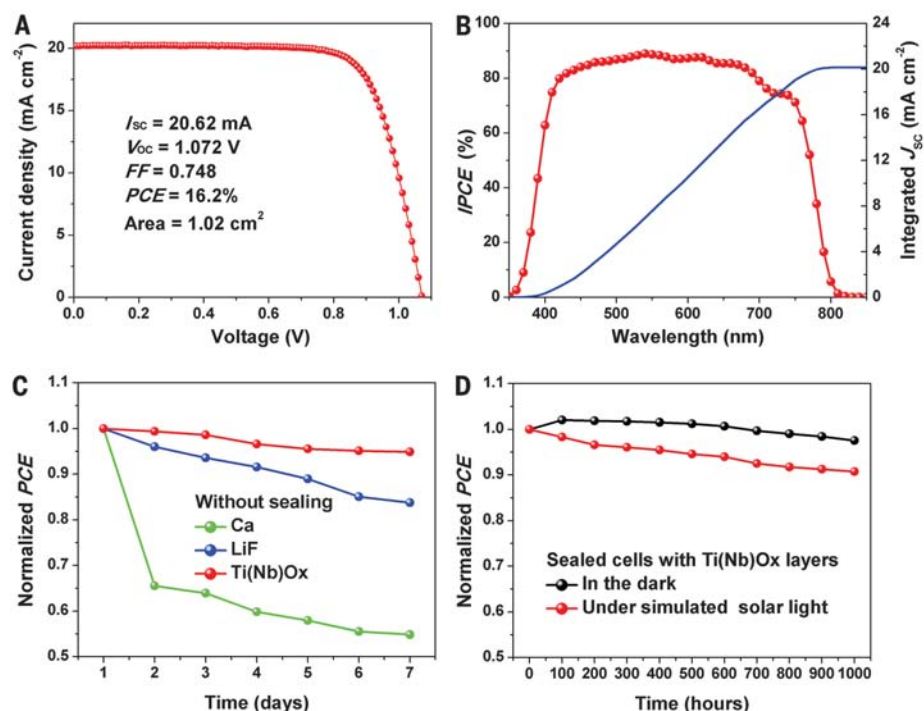 A
Current density (mA cm⁻²)
20
15
10
5
0
I_SC = 20.62 mA
V_OC = 1.072 V
FF = 0.748
PCE = 16.2%
Area = 1.02 cm²
0.0 0.2 0.4 0.6 0.8 1.0
Voltage (V)
B
IPCE (%)
100
80
60
40
20
0
24
20
16
12
8
4
0
Integrated J_SC (mA cm⁻²)
400 500 600 700 800
Wavelength (nm)
C
Normalized PCE
1.1
1.0
0.9
0.8
0.7
0.6
0.5
Without sealing
Ca
LiF
Ti(Nb)Ox
1 2 3 4 5 6 7
Time (days)
D
Normalized PCE
1.1
1.0
0.9
0.8
0.7
0.6
0.5
Sealed cells with Ti(Nb)Ox layers
In the dark
Under simulated solar light
0 100 200 300 400 500 600 700 800 900 1000
Time (hours)